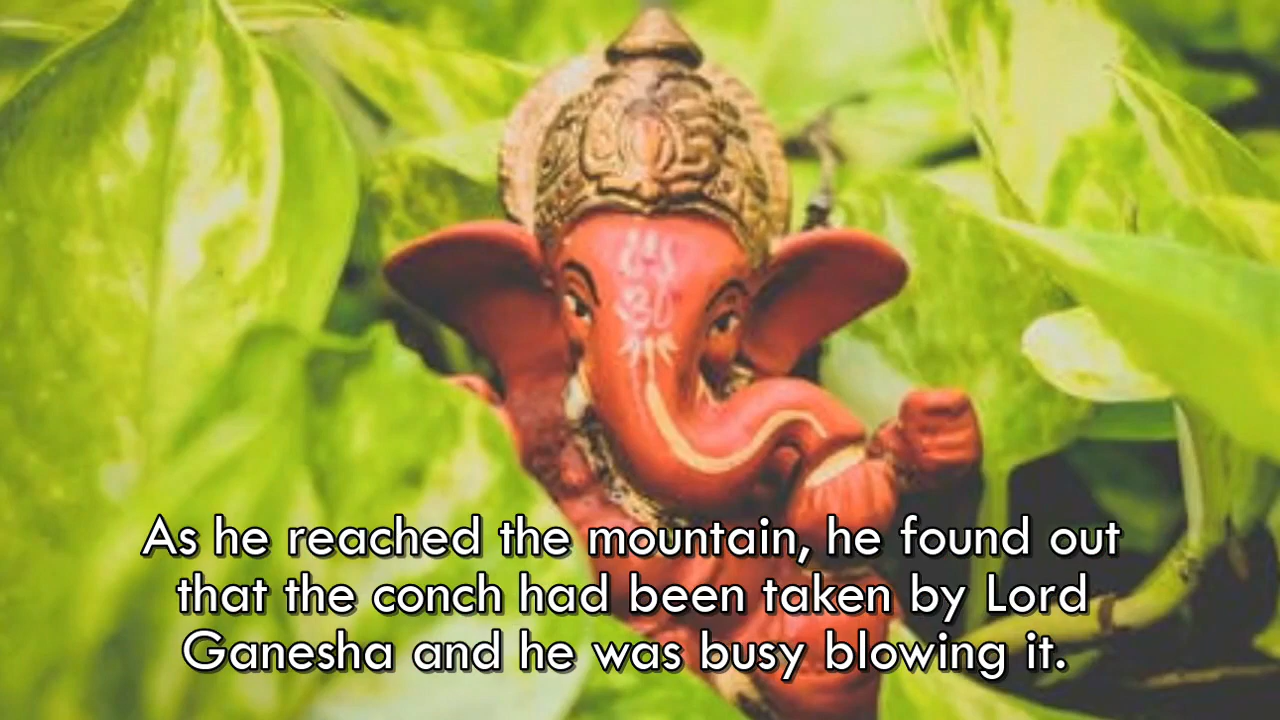 As he reached the mountain, he found out
that the conch had been taken by Lord
Ganesha and he was busy blowing it.